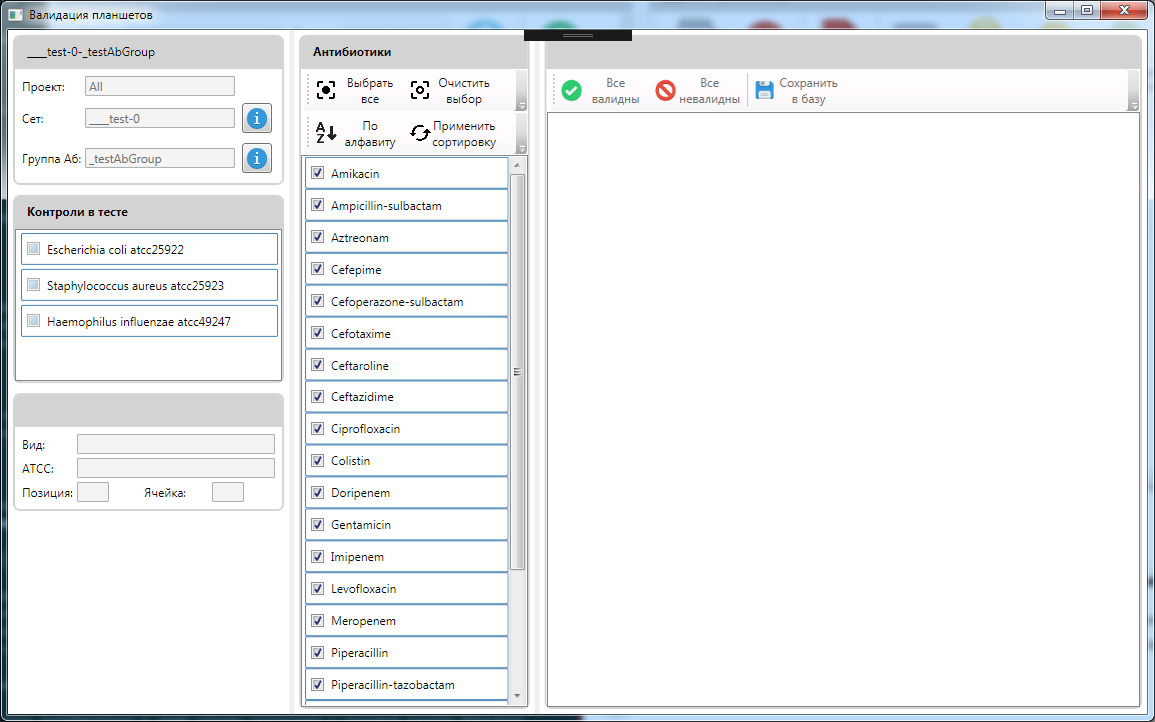 Валидация планшетов
____test-0-_testAbGroup
Проект: All
Сет: ____test-0
Группа Аб: _testAbGroup
Контроли в тесте
Escherichia coli atcc25922
Staphylococcus aureus atcc25923
Haemophilus influenzae atcc49247
Вид:
АТСС:
Позиция: Ячейка:
Антибиотики
Выбрать все
Очистить выбор
По алфавиту
Применить сортировку
Amikacin
Ampicillin-sulbactam
Aztreonam
Cefepime
Cefoperazone-sulbactam
Cefotaxime
Ceftaroline
Ceftazidime
Ciprofloxacin
Colistin
Doripenem
Gentamicin
Imipenem
Levofloxacin
Meropenem
Piperacillin
Piperacillin-tazobactam
Все валидны
Все невалидны
Сохранить в базу